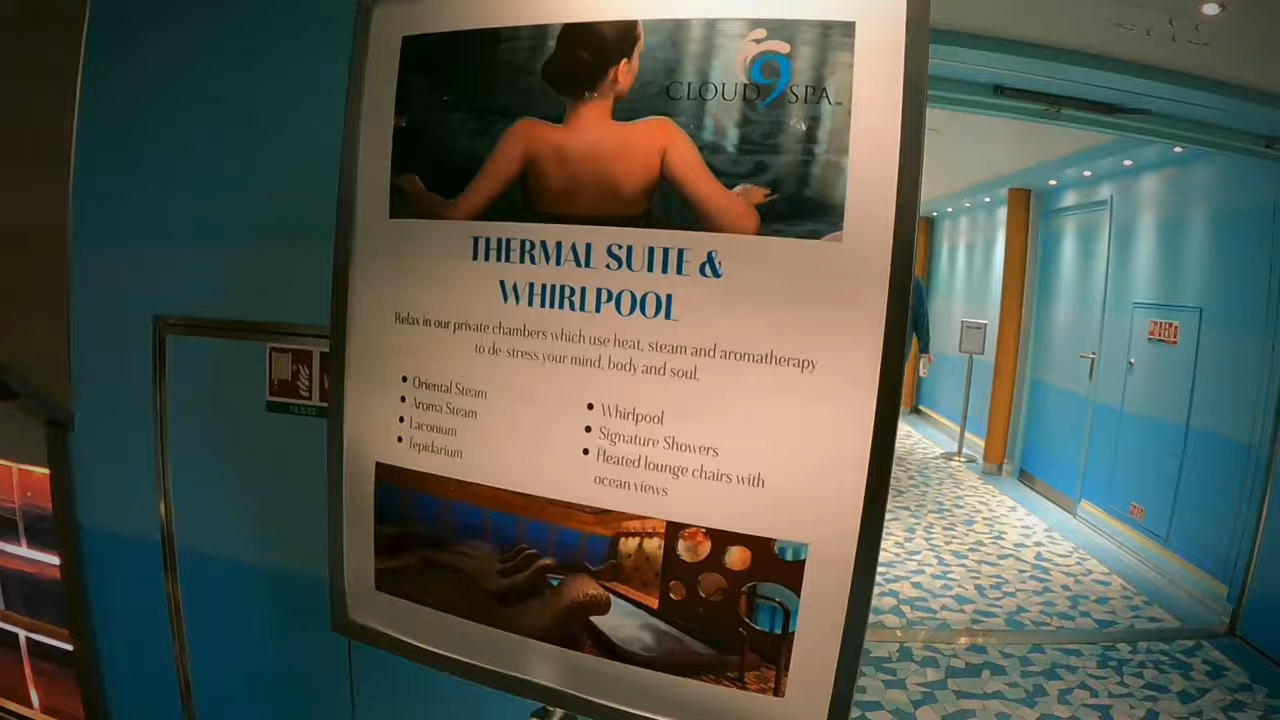 CLOUD 9 SPA
THERMAL SUITE &
WHIRLPOOL
Relax in our private chambers which use heat, steam and aromatherapy
to de-stress your mind, body and soul.
• Oriental Steam
• Aroma Steam
• Laconium
• Tepidarium
• Whirlpool
• Signature Showers
• Heated lounge chairs with
ocean views